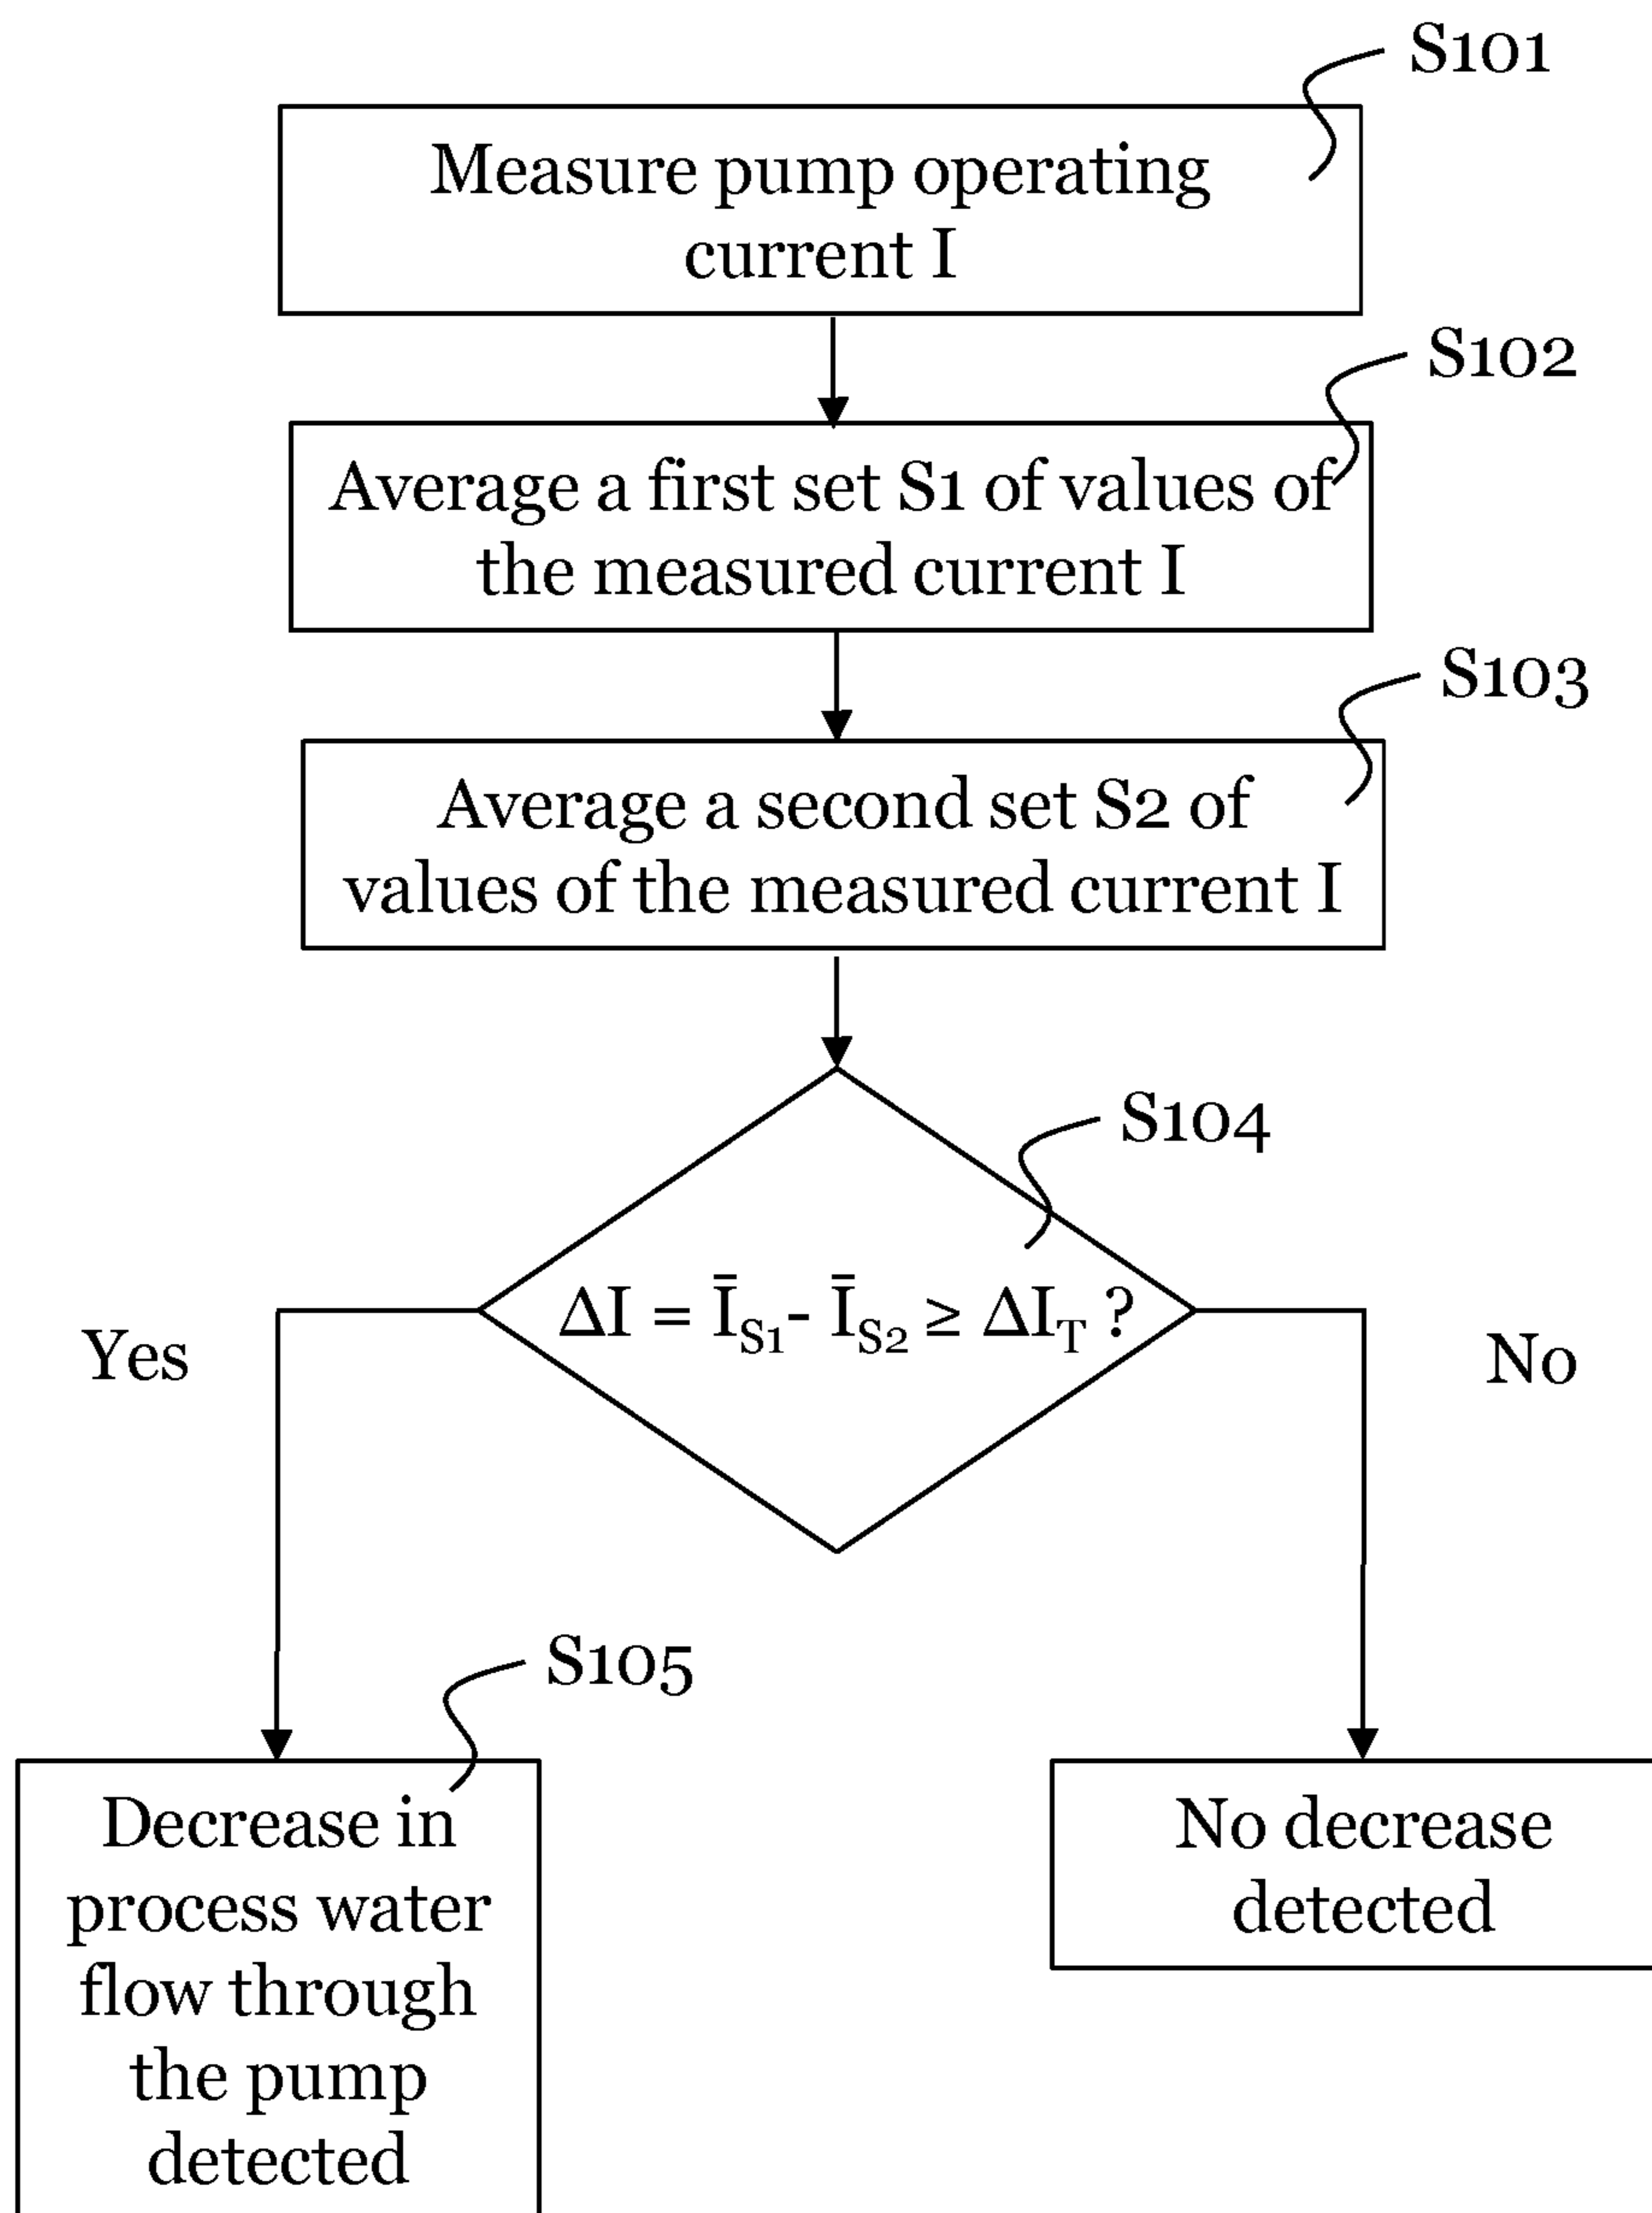 S101
Measure pump operating
current I
S102
Average a first set S1 of values of
the measured current I
S103
Average a second set S2 of
values of the measured current I
S104
ΔI = Ī_S1 - Ī_S2 ≥ ΔI_T ?
Yes
No
S105
Decrease in
process water
flow through
the pump
detected
No decrease
detected